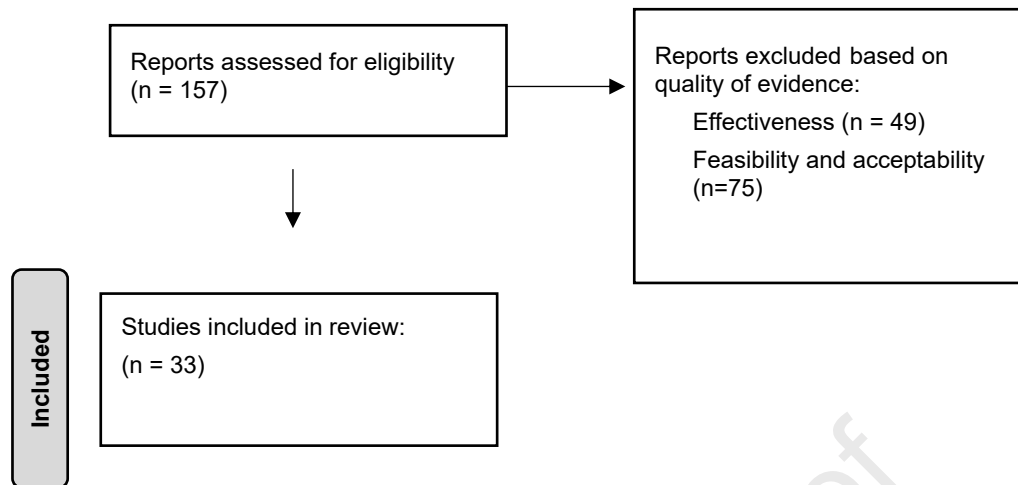 Reports assessed for eligibility
(n = 157)
Reports excluded based on
quality of evidence:
Effectiveness (n = 49)
Feasibility and acceptability
(n=75)
Included
Studies included in review:
(n = 33)